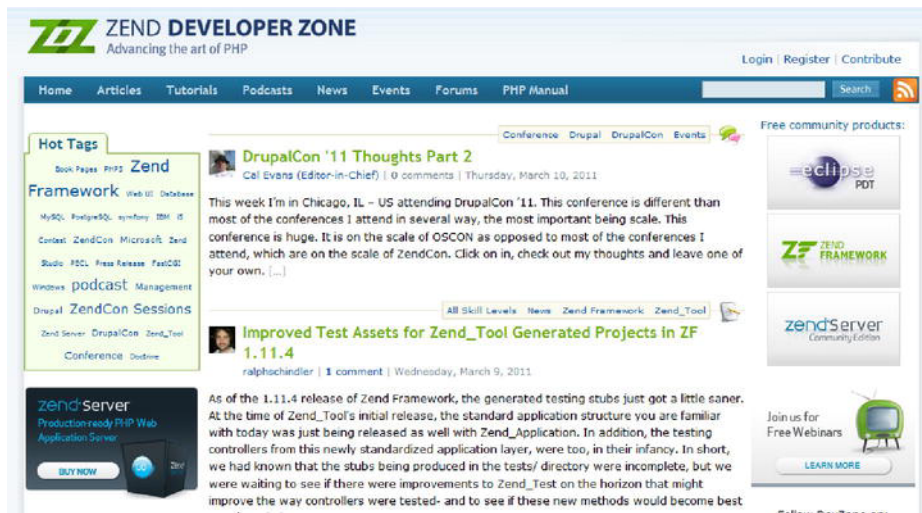 ZEND DEVELOPER ZONE
Advancing the art of PHP
Login | Register | Contribute
Home Articles Tutorials Podcasts News Events Forums PHP Manual
Search
Hot Tags
Book Pages PHP5 Zend
Framework Web UI Database
MySQL PostgreSQL symfony IBM i5
Contest ZendCon Microsoft Zend
Studio PECL Press Release FastCGI
Windows podcast Management
Drupal ZendCon Sessions
Zend Server DrupalCon Zend_Tool
Conference Doctrine
zend Server
Production-ready PHP Web
Application Server
BUY NOW
Conference Drupal DrupalCon Events
DrupalCon '11 Thoughts Part 2
Cal Evans (Editor-in-Chief) | 0 comments | Thursday, March 10, 2011
This week I'm in Chicago, IL – US attending DrupalCon '11. This conference is different than
most of the conferences I attend in several way, the most important being scale. This
conference is huge. It is on the scale of OSCON as opposed to most of the conferences I
attend, which are on the scale of ZendCon. Click on in, check out my thoughts and leave one of
your own. [...]
All Skill Levels News Zend Framework Zend_Tool
Improved Test Assets for Zend_Tool Generated Projects in ZF
1.11.4
ralphschindler | 1 comment | Wednesday, March 9, 2011
As of the 1.11.4 release of Zend Framework, the generated testing stubs just got a little saner.
At the time of Zend_Tool's initial release, the standard application structure you are familiar
with today was just being released as well with Zend_Application. In addition, the testing
controllers from this newly standardized application layer, were too, in their infancy. In short,
we had known that the stubs being produced in the tests/ directory were incomplete, but we
were waiting to see if there were improvements to Zend_Test on the horizon that might
improve the way controllers were tested- and to see if these new methods would become best
Free community products:
eclipse
PDT
ZF ZEND
FRAMEWORK
zend Server
Community Edition
Join us for
Free Webinars
LEARN MORE